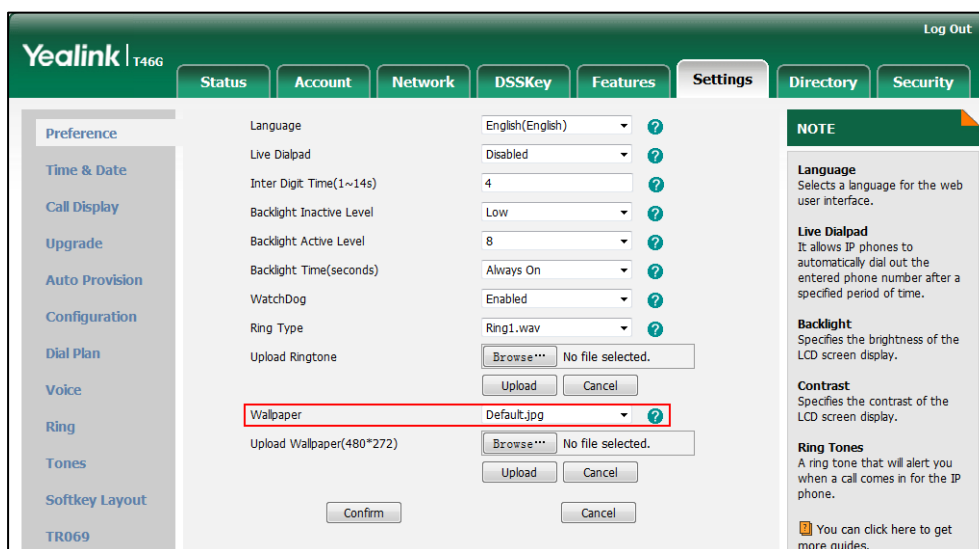 Log Out
Yealink T46G
Status Account Network DSSKey Features Settings Directory Security
Preference
Time & Date
Call Display
Upgrade
Auto Provision
Configuration
Dial Plan
Voice
Ring
Tones
Softkey Layout
TR069
Language English(English)
Live Dialpad Disabled
Inter Digit Time(1~14s) 4
Backlight Inactive Level Low
Backlight Active Level 8
Backlight Time(seconds) Always On
WatchDog Enabled
Ring Type Ring1.wav
Upload Ringtone Browse… No file selected.
Upload Cancel
Wallpaper Default.jpg
Upload Wallpaper(480*272) Browse… No file selected.
Upload Cancel
Confirm Cancel
NOTE
Language
Selects a language for the web
user interface.
Live Dialpad
It allows IP phones to
automatically dial out the
entered phone number after a
specified period of time.
Backlight
Specifies the brightness of the
LCD screen display.
Contrast
Specifies the contrast of the
LCD screen display.
Ring Tones
A ring tone that will alert you
when a call comes in for the IP
phone.
You can click here to get
more guides.